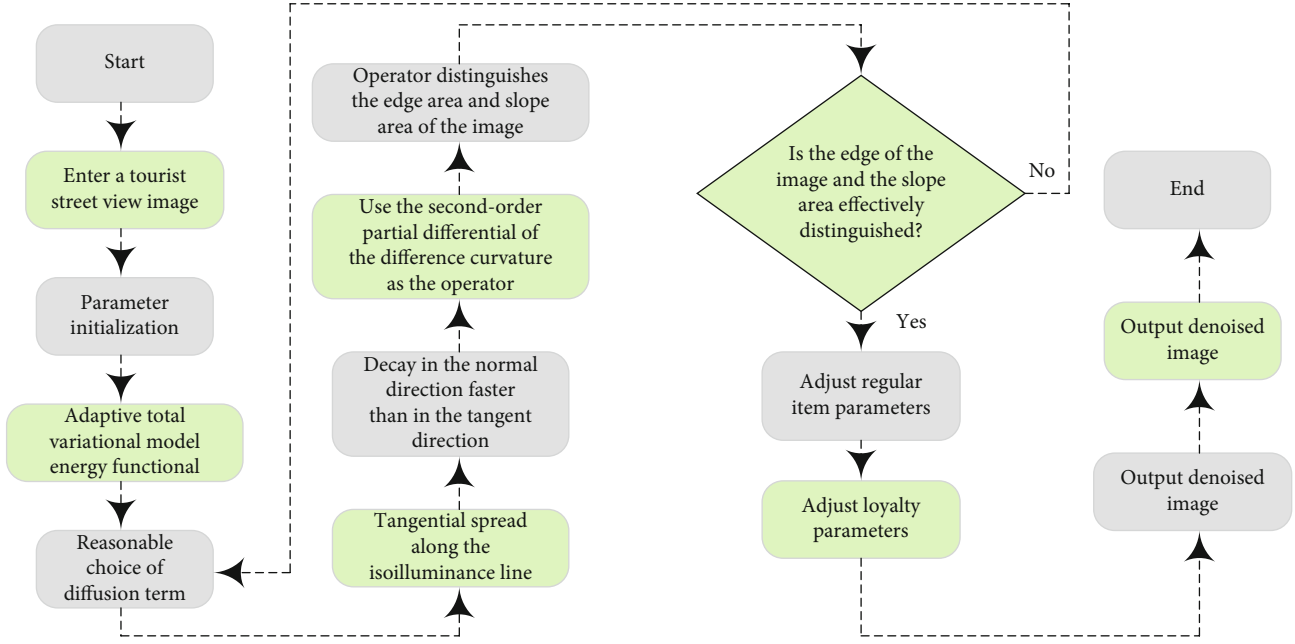 Start
Enter a tourist
street view image
Parameter
initialization
Adaptive total
variational model
energy functional
Reasonable
choice of
diffusion term
Tangential spread
along the
isoilluminance line
Decay in the normal
direction faster
than in the tangent
direction
Use the second-order
partial differential of
the difference curvature
as the operator
Operator distinguishes
the edge area and slope
area of the image
Is the edge of the
image and the slope
area effectively
distinguished?
No
Yes
Adjust regular
item parameters
Adjust loyalty
parameters
Output denoised
image
Output denoised
image
End